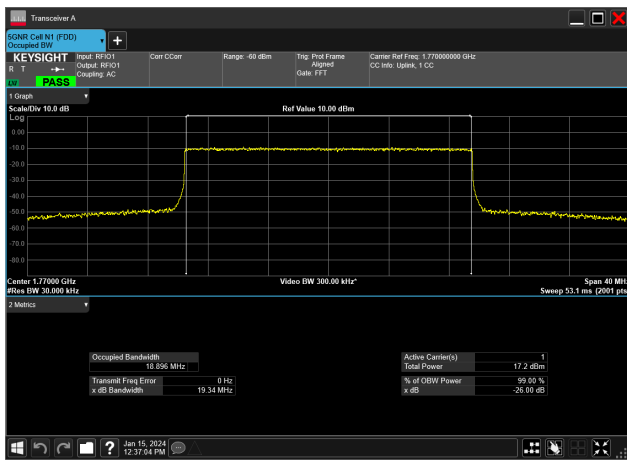 Transceiver A
5GNR Cell N1 (FDD)
Occupied BW
+
KEYSIGHT
R T
LV
PASS
Input: RFIO1
Output: RFIO1
Coupling: AC
Corr CCorr
Range: -60 dBm
Trig: Prot Frame
Aligned
Gate: FFT
Carrier Ref Freq: 1.770000000 GHz
CC Info: Uplink, 1 CC
1 Graph
Scale/Div 10.0 dB
Ref Value 10.00 dBm
Log
0.00
-10.0
-20.0
-30.0
-40.0
-50.0
-60.0
-70.0
-80.0
Center 1.77000 GHz
Video BW 300.00 kHz*
Span 40 MHz
#Res BW 30.000 kHz
Sweep 53.1 ms (2001 pts
2 Metrics
Occupied Bandwidth
18.896 MHz
Transmit Freq Error 0 Hz
x dB Bandwidth 19.34 MHz
Active Carrier(s) 1
Total Power 17.2 dBm
% of OBW Power 99.00 %
x dB -26.00 dB
?
Jan 15, 2024
12:37:04 PM